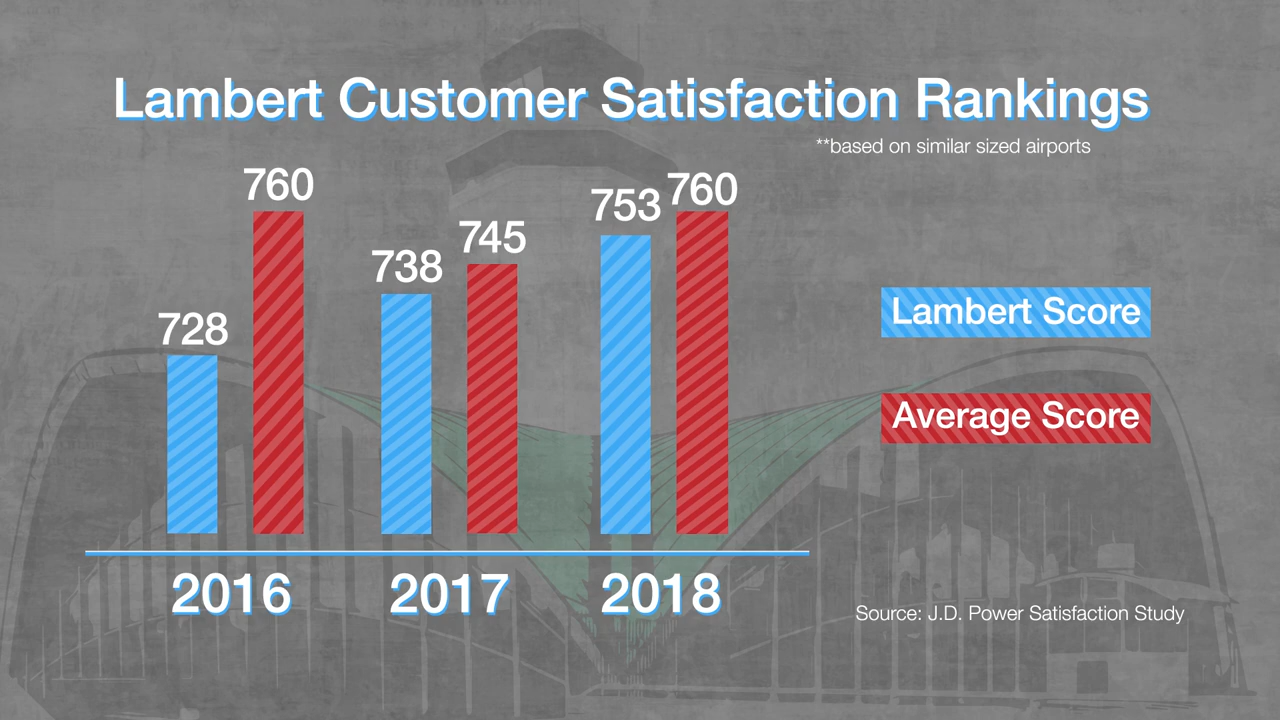 Lambert Customer Satisfaction Rankings
**based on similar sized airports
728
760
738
745
753
760
Lambert Score
Average Score
2016
2017
2018
Source: J.D. Power Satisfaction Study